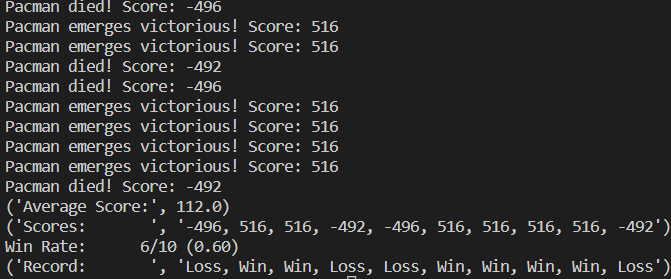 Pacman died! Score: -496
Pacman emerges victorious! Score: 516
Pacman emerges victorious! Score: 516
Pacman died! Score: -492
Pacman died! Score: -496
Pacman emerges victorious! Score: 516
Pacman emerges victorious! Score: 516
Pacman emerges victorious! Score: 516
Pacman emerges victorious! Score: 516
Pacman died! Score: -492
('Average Score:', 112.0)
('Scores:       ', '-496, 516, 516, -492, -496, 516, 516, 516, 516, -492')
Win Rate:      6/10 (0.60)
('Record:       ', 'Loss, Win, Win, Loss, Loss, Win, Win, Win, Win, Loss')